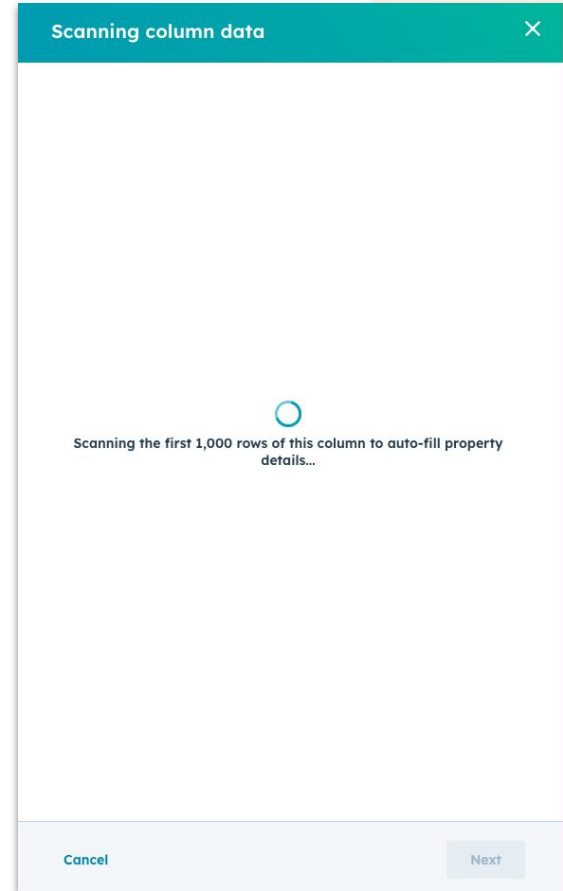 Scanning column data
Scanning the first 1,000 rows of this column to auto-fill property
details...
Cancel
Next